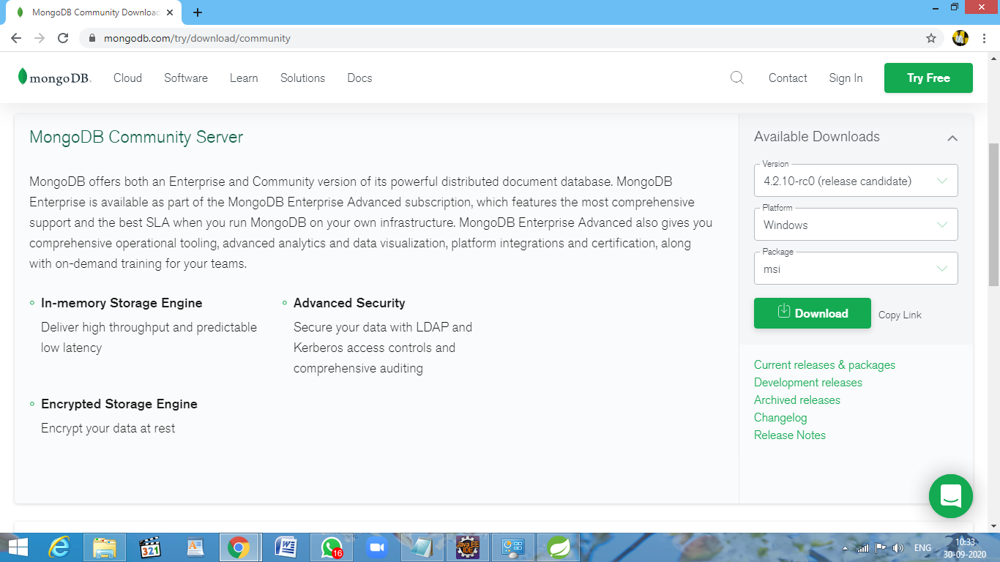 MongoDB Community Downloa
mongodb.com/try/download/community
mongoDB.
Cloud
Software
Learn
Solutions
Docs
Contact
Sign In
Try Free
MongoDB Community Server
MongoDB offers both an Enterprise and Community version of its powerful distributed document database. MongoDB
Enterprise is available as part of the MongoDB Enterprise Advanced subscription, which features the most comprehensive
support and the best SLA when you run MongoDB on your own infrastructure. MongoDB Enterprise Advanced also gives you
comprehensive operational tooling, advanced analytics and data visualization, platform integrations and certification, along
with on-demand training for your teams.
In-memory Storage Engine
Deliver high throughput and predictable
low latency
Advanced Security
Secure your data with LDAP and
Kerberos access controls and
comprehensive auditing
Encrypted Storage Engine
Encrypt your data at rest
Available Downloads
Version
4.2.10-rc0 (release candidate)
Platform
Windows
Package
msi
Download
Copy Link
Current releases & packages
Development releases
Archived releases
Changelog
Release Notes
321
W
16
Java EE
IDE
ENG
10:33
30-09-2020